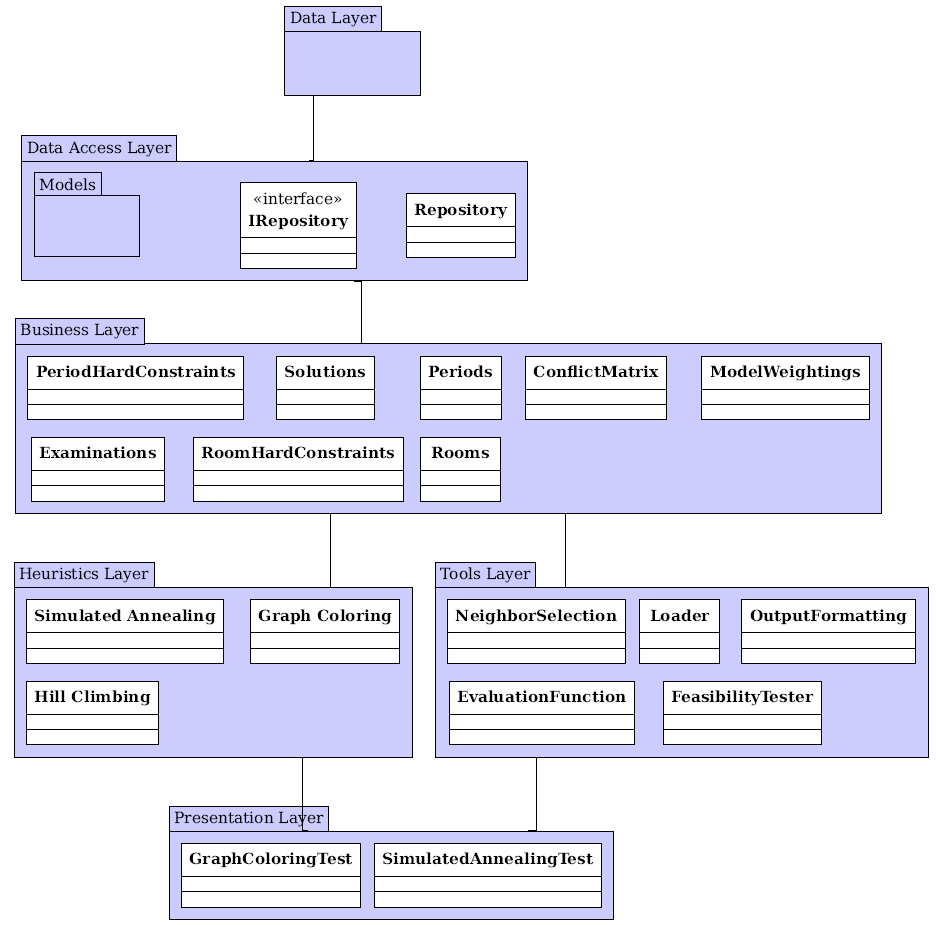 Data Layer
Data Access Layer
Models
«interface»
IRepository
Repository
Business Layer
PeriodHardConstraints
Solutions
Periods
ConflictMatrix
ModelWeightings
Examinations
RoomHardConstraints
Rooms
Heuristics Layer
Simulated Annealing
Graph Coloring
Hill Climbing
Tools Layer
NeighborSelection
Loader
OutputFormatting
EvaluationFunction
FeasibilityTester
Presentation Layer
GraphColoringTest
SimulatedAnnealingTest